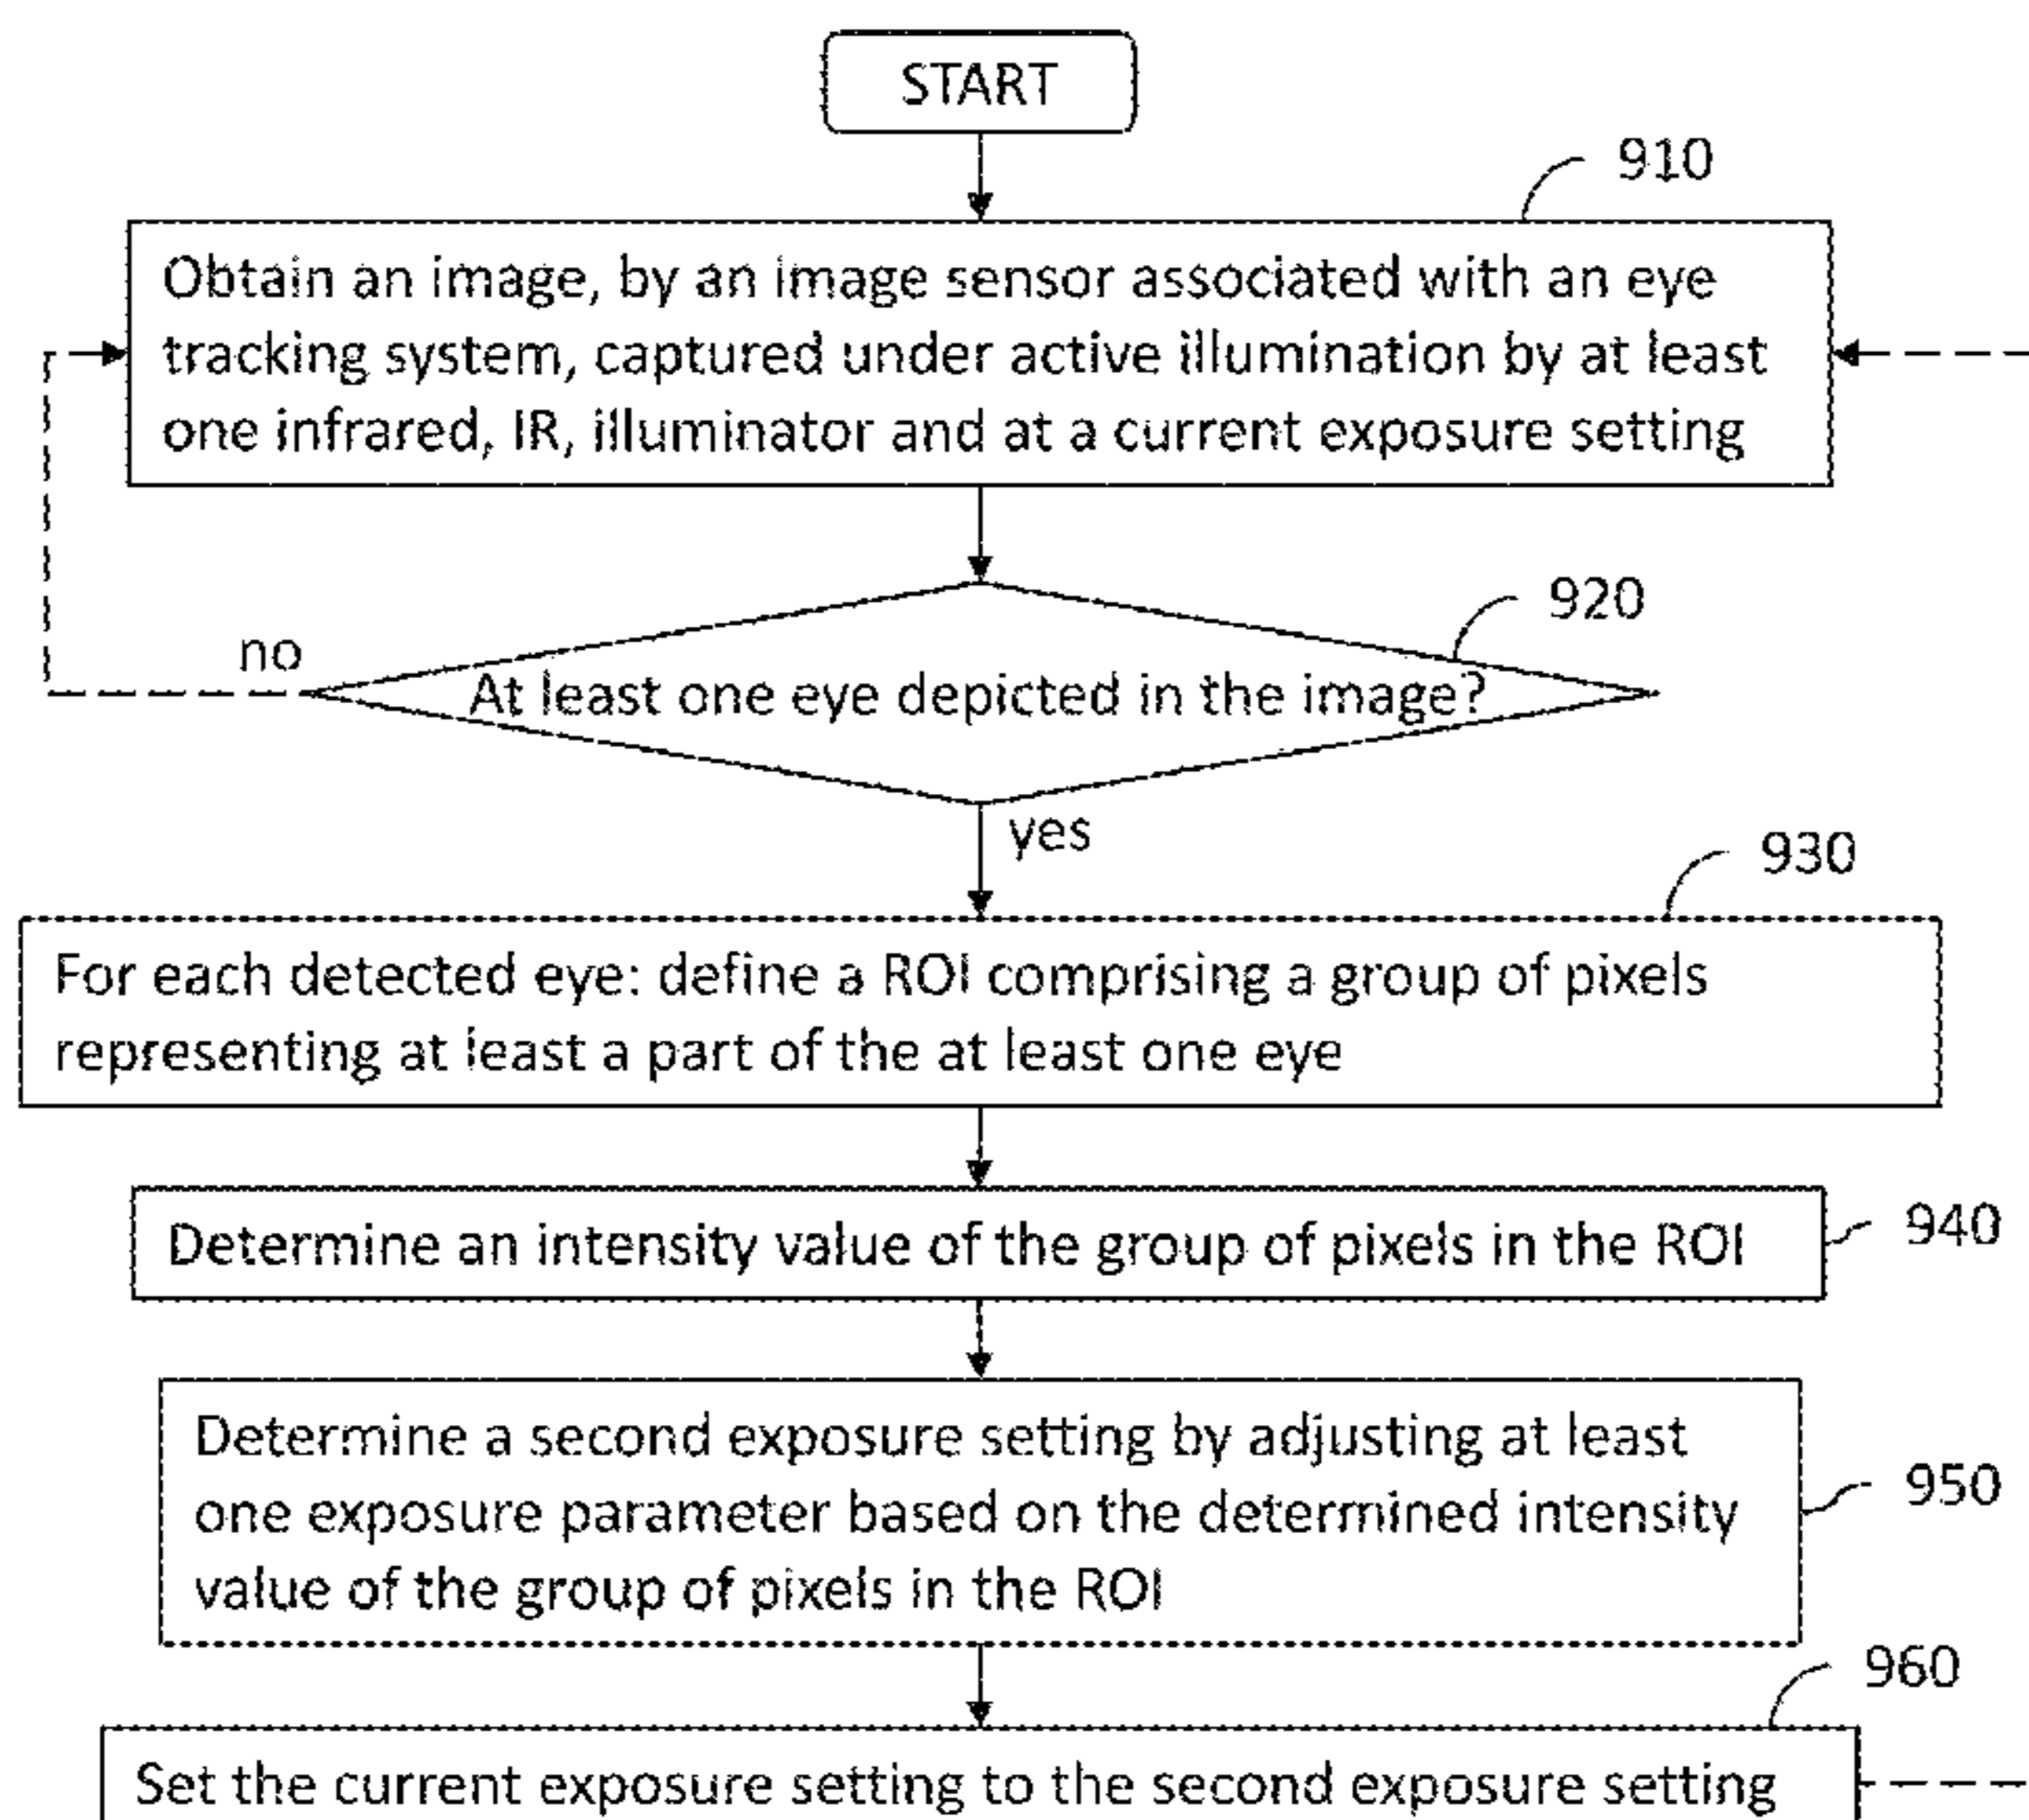 START
910
Obtain an image, by an image sensor associated with an eye
tracking system, captured under active illumination by at least
one infrared, IR, illuminator and at a current exposure setting
920
no
At least one eye depicted in the image?
yes
930
For each detected eye: define a ROI comprising a group of pixels
representing at least a part of the at least one eye
Determine an intensity value of the group of pixels in the ROI
940
Determine a second exposure setting by adjusting at least
one exposure parameter based on the determined intensity
value of the group of pixels in the ROI
950
960
Set the current exposure setting to the second exposure setting